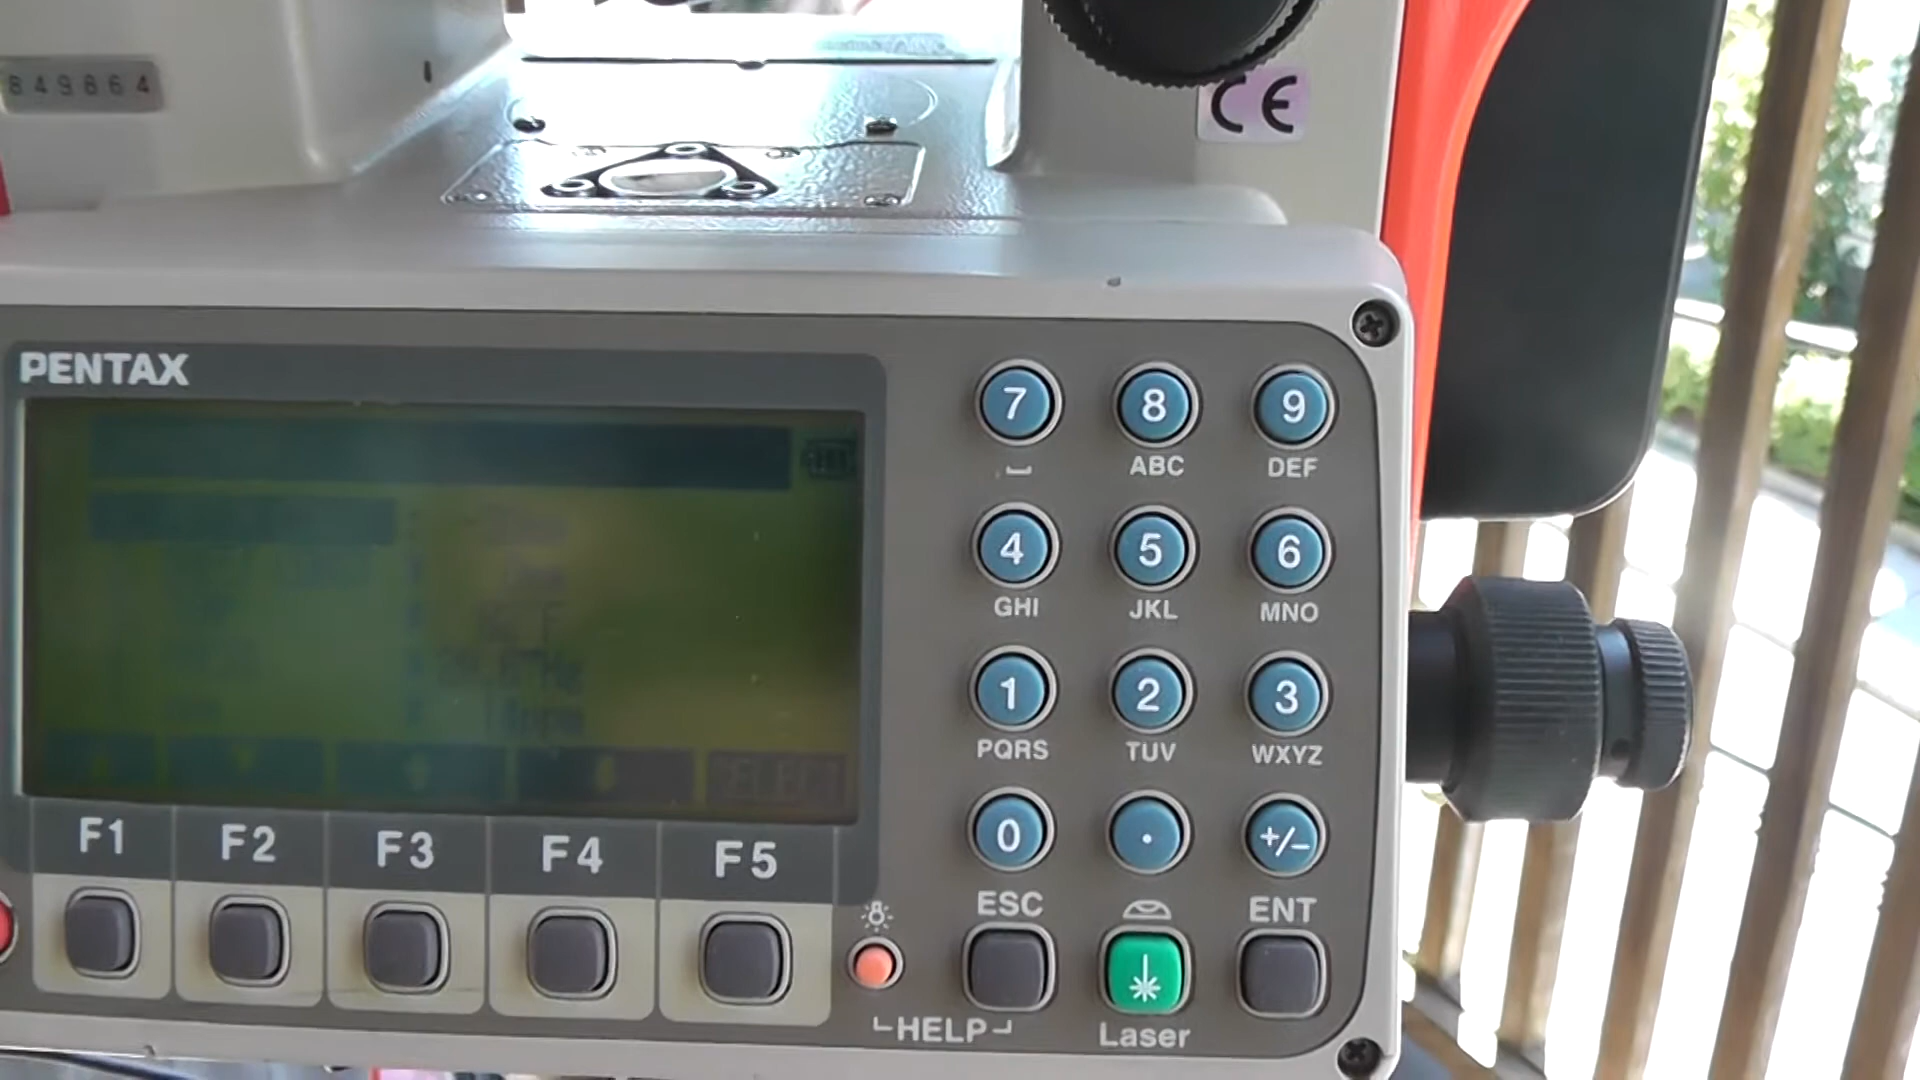 849864
CE
PENTAX
7 8 9
ABC DEF
4 5 6
GHI JKL MNO
1 2 3
PQRS TUV WXYZ
0 . +/-
SELECT
F1 F2 F3 F4 F5
ESC ENT
HELP
Laser